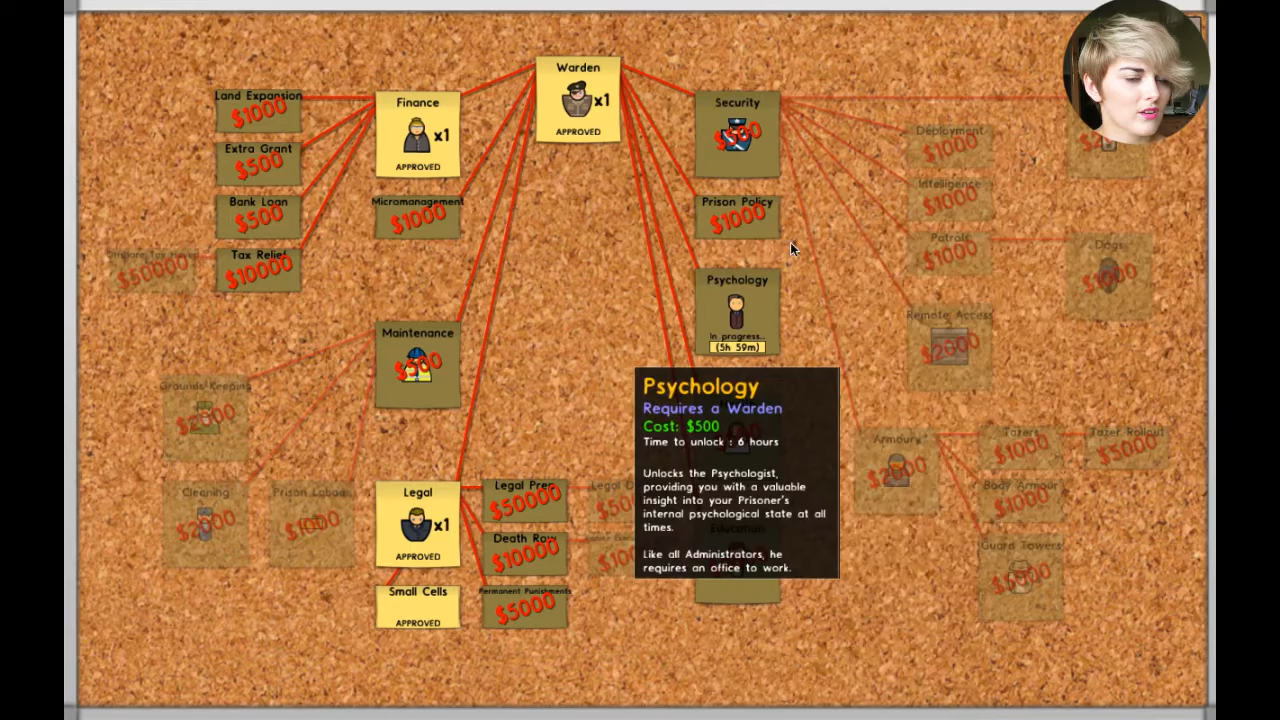 Warden
x1
APPROVED
Land Expansion
$1000
Finance
x1
APPROVED
Extra Grant
$500
Bank Loan
$500
Micromanagement
$1000
Tax Relief
$10000
$50000
Security
$500
Prison Policy
$1000
Deployment
$1000
Intelligence
$1000
Patrols
$1000
Dogs
$1000
Remote Access
$2000
Psychology
In progress..
(5h 59m)
Maintenance
$500
Grounds Keeping
$2000
Cleaning
$2000
Prison Labou
$1000
Legal
x1
APPROVED
Legal Prep
$50000
Legal D
Death Row
$10000
Small Cells
APPROVED
Permanent Punishments
$5000
Psychology
Requires a Warden
Cost: $500
Time to unlock : 6 hours
Unlocks the Psychologist,
providing you with a valuable
insight into your Prisoner's
internal psychological state at all
times.
Like all Administrators, he
requires an office to work.
Education
Armoury
Tazers
$1000
Tazer Rollout
$5000
Body Armour
$1000
Guard Towers
$5000